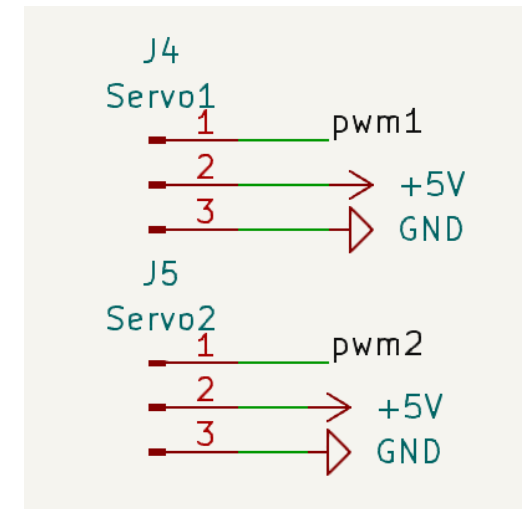 J4
Servo1
1 pwm1
2 +5V
3 GND
J5
Servo2
1 pwm2
2 +5V
3 GND